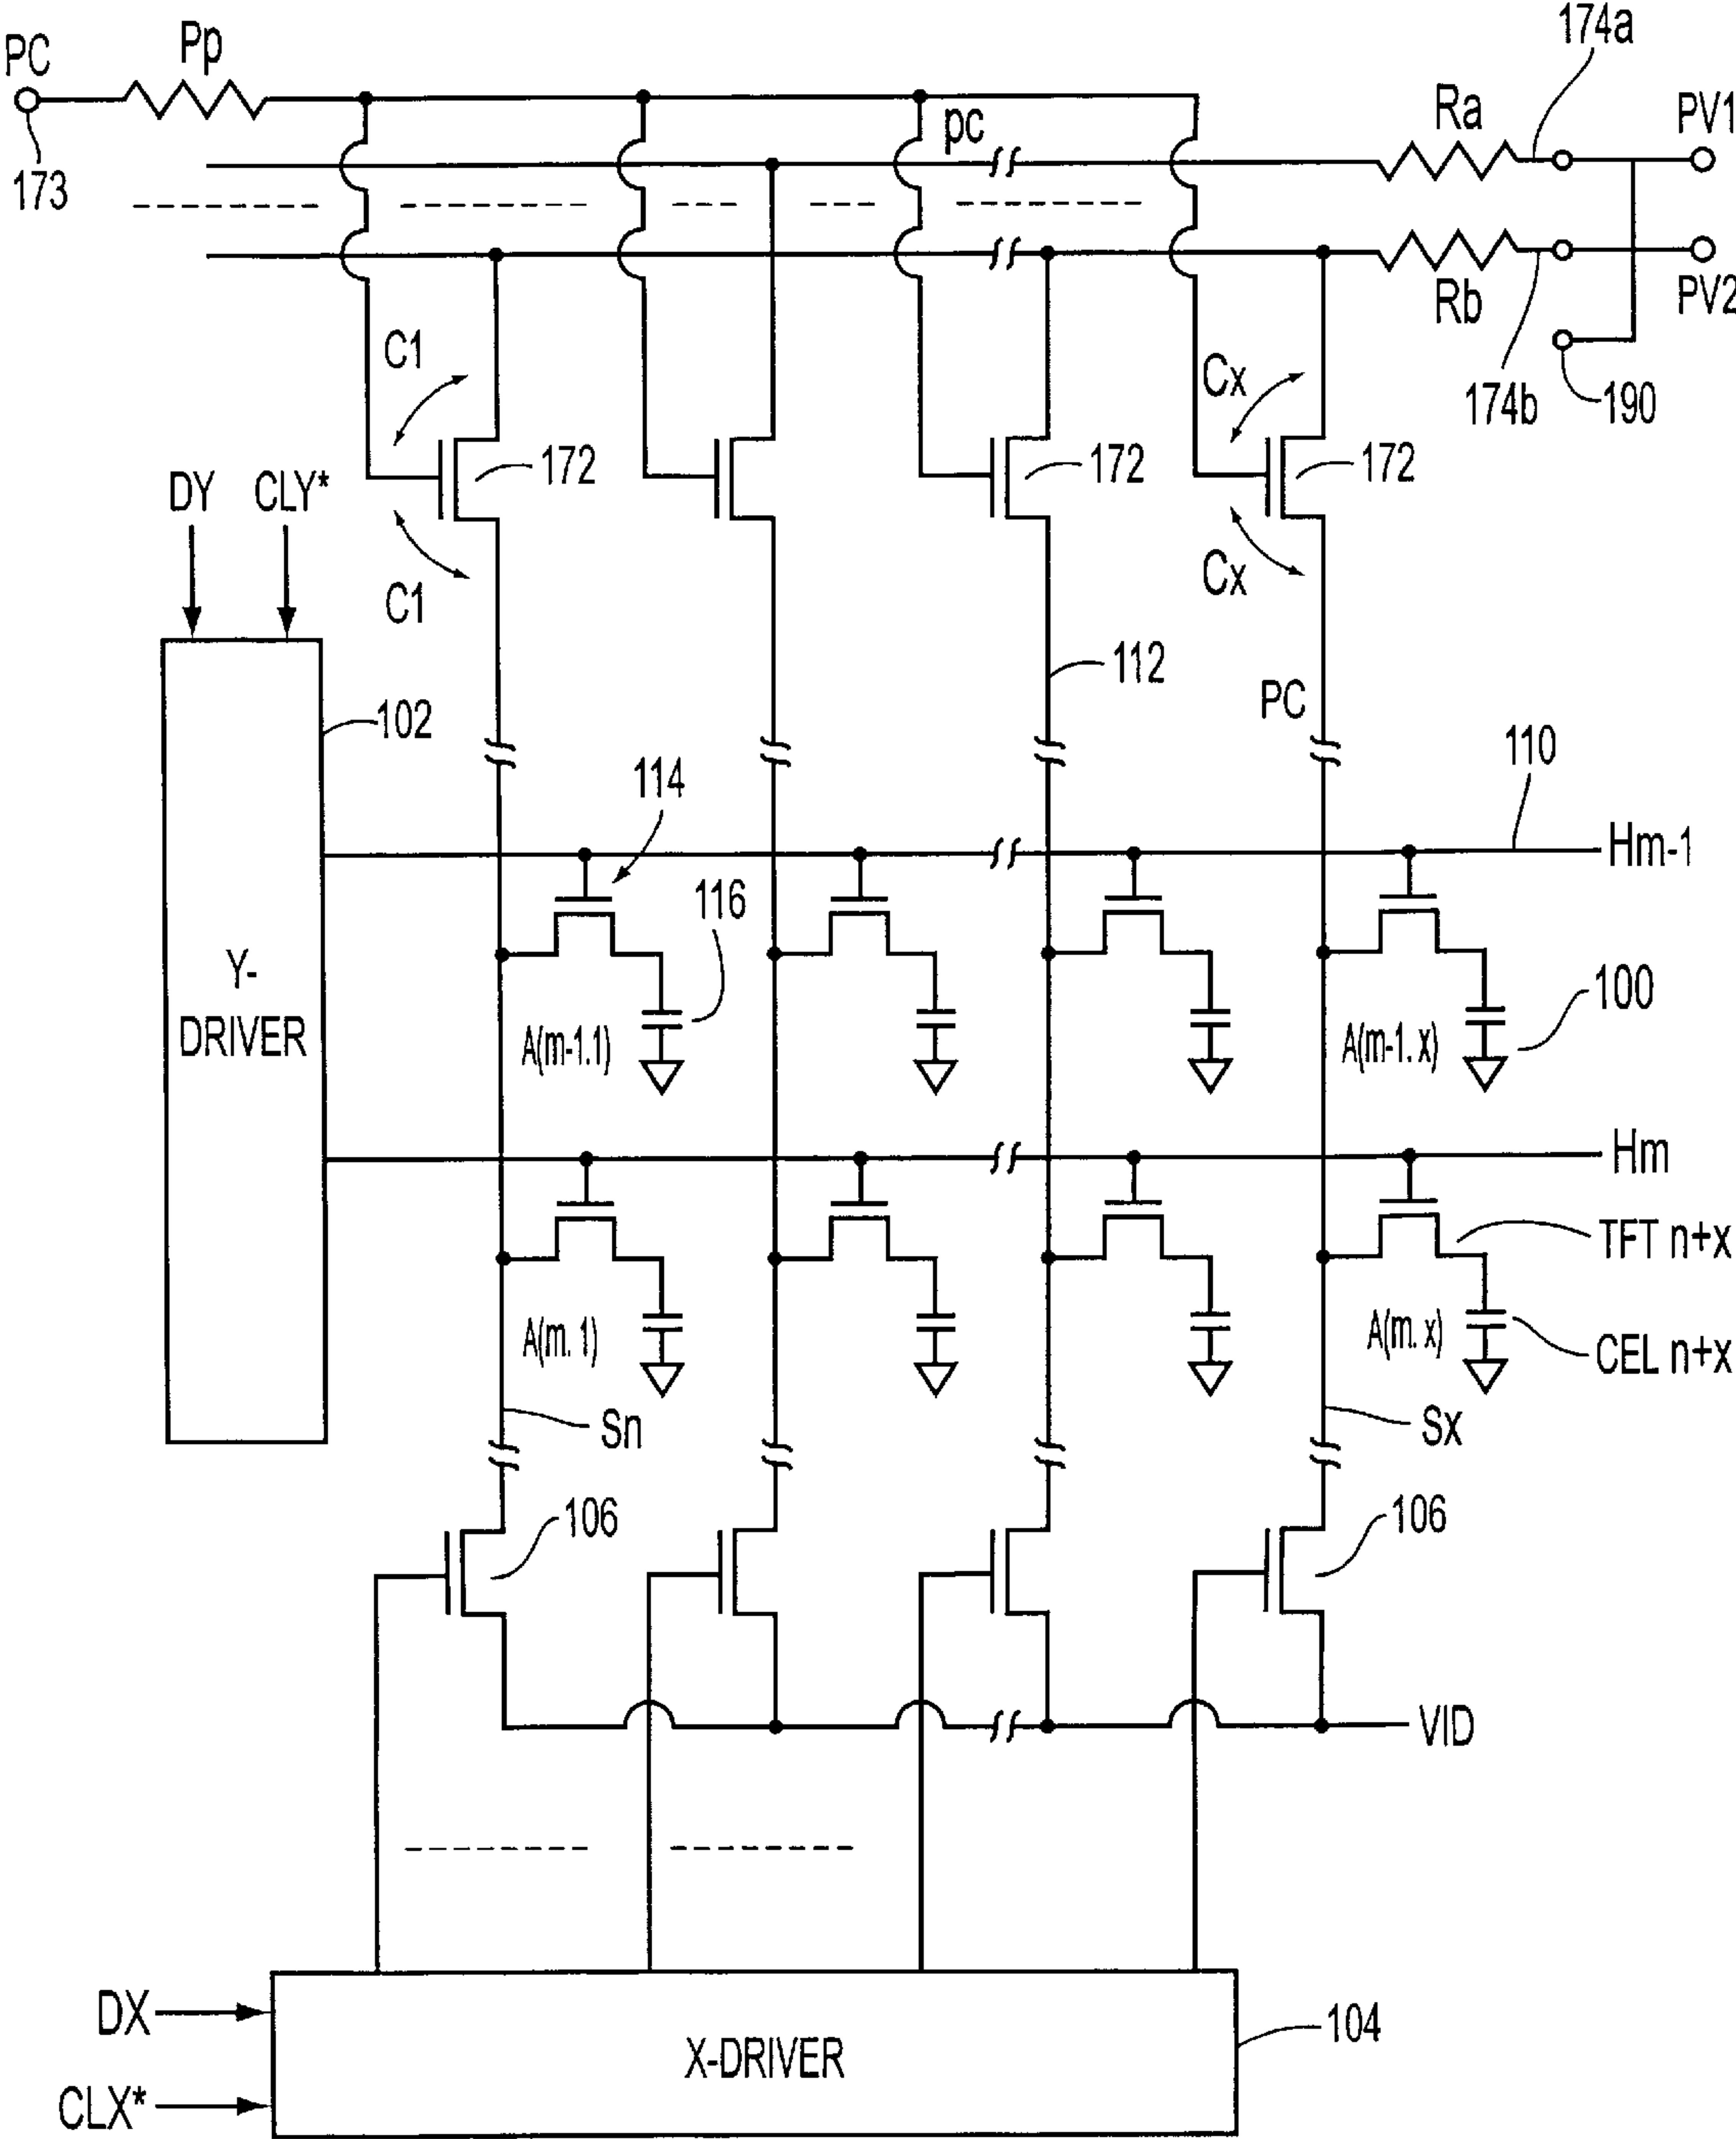 174a
PC
Pp
Ra
PV1
pc
173
Rb
PV2
C1
Cx
174b
190
172
172
172
DY
CLY*
C1
Cx
112
PC
102
114
110
Hm-1
116
Y-
DRIVER
100
A(m-1.1)
A(m-1. x)
Hm
TFT n+x
A(m. 1)
A(m. x)
CEL n+x
Sn
Sx
106
106
VID
DX
X-DRIVER
104
CLX*